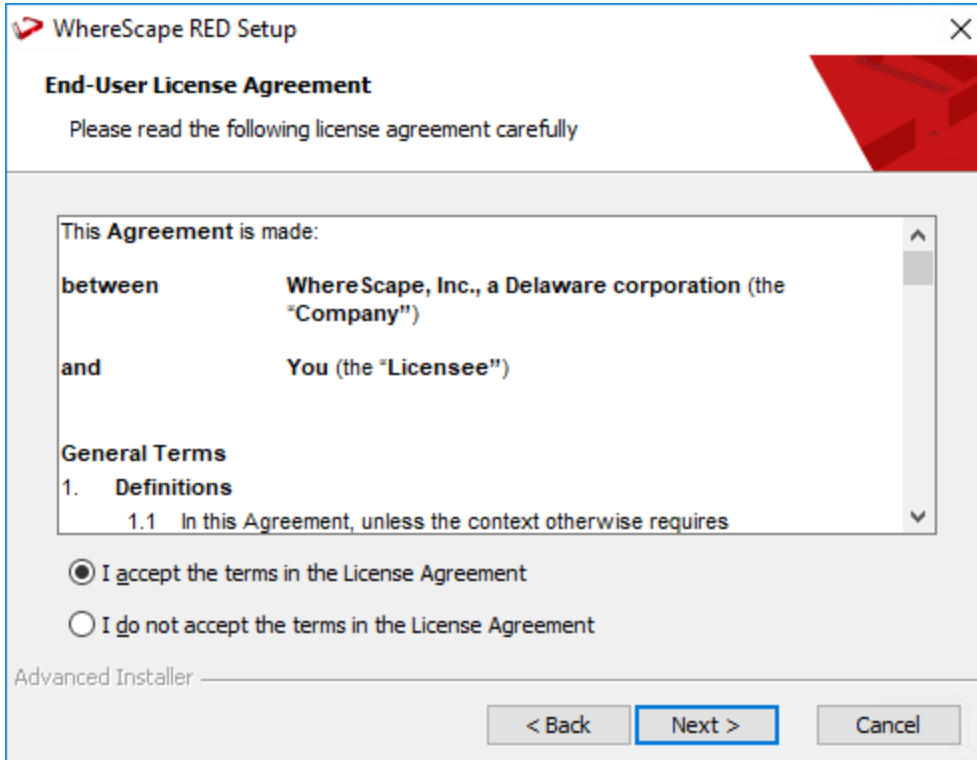 WhereScape RED Setup
End-User License Agreement
Please read the following license agreement carefully
This Agreement is made:
between WhereScape, Inc., a Delaware corporation (the
“Company”)
and You (the “Licensee”)
General Terms
1. Definitions
1.1 In this Agreement, unless the context otherwise requires
I accept the terms in the License Agreement
I do not accept the terms in the License Agreement
Advanced Installer
< Back Next > Cancel